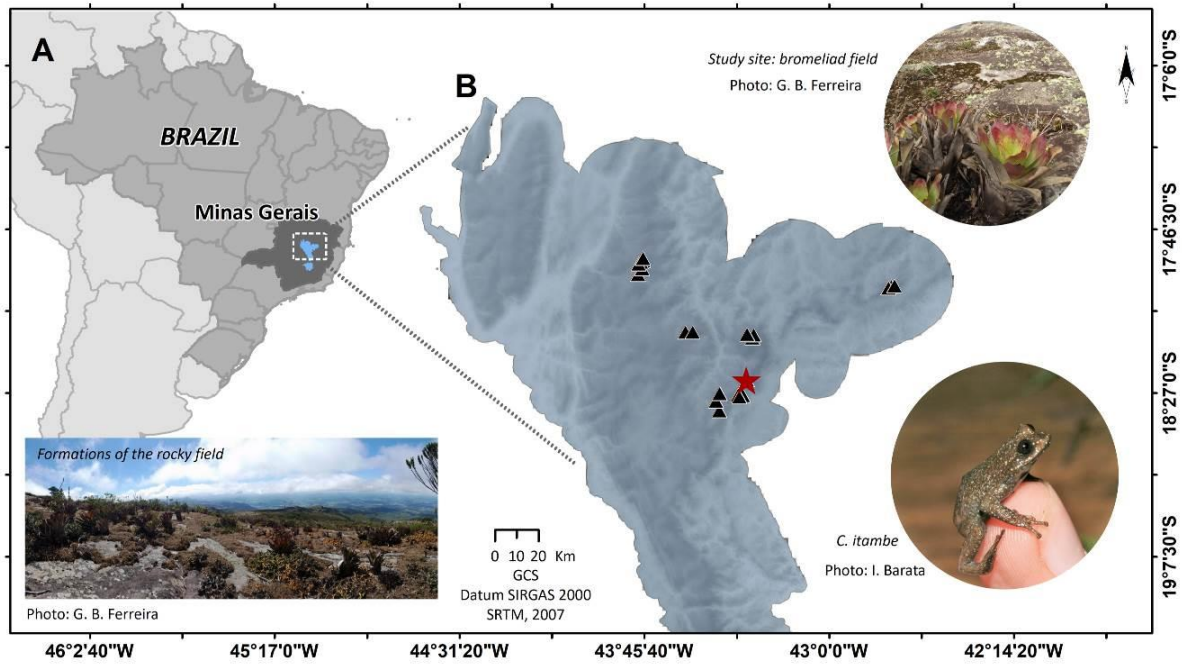 A
BRAZIL
Minas Gerais
B
Study site: bromeliad field
Photo: G. B. Ferreira
N
S
17°6'0"S
17°46'30"S
18°27'0"S
19°7'30"S
Formations of the rocky field
Photo: G. B. Ferreira
0 10 20 Km
GCS
Datum SIRGAS 2000
SRTM, 2007
C. itambe
Photo: I. Barata
46°2'40"W
45°17'0"W
44°31'20"W
43°45'40"W
43°0'0"W
42°14'20"W